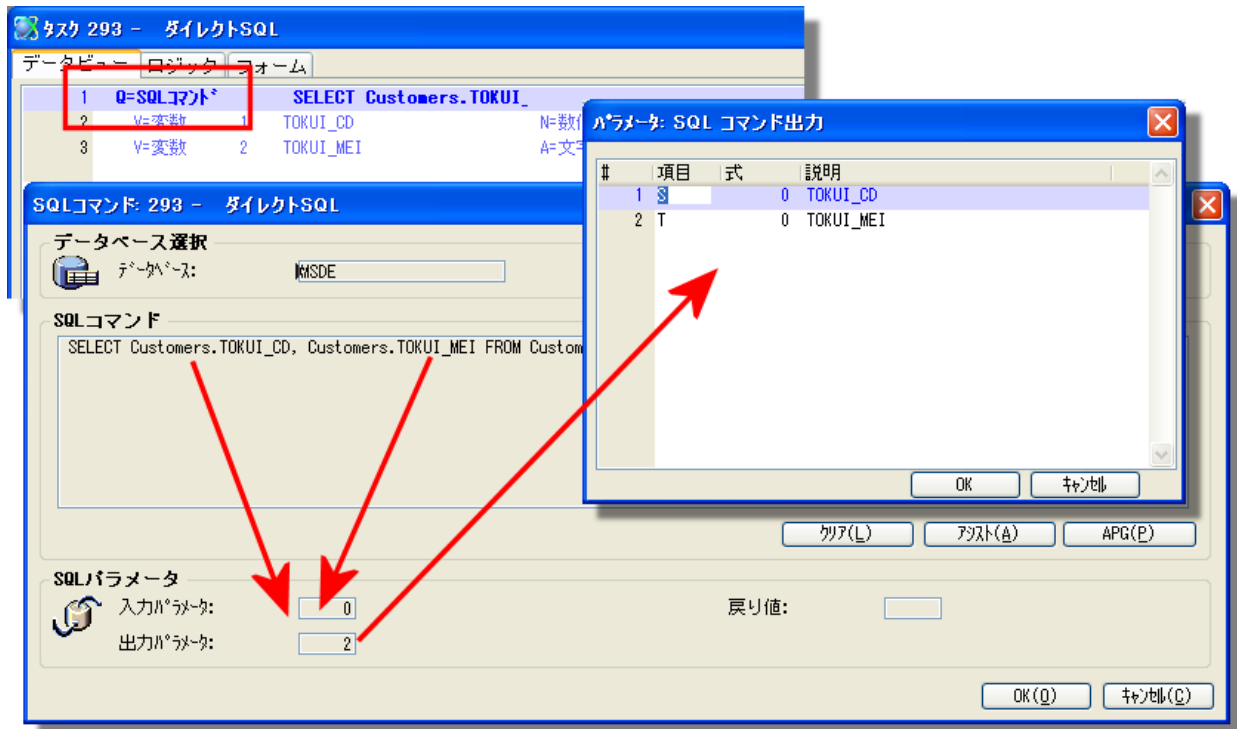 タスク 293 - ﾀﾞｲﾚｸﾄSQL
データビュー ロジック フォーム
1 Q=SQLｺﾏﾝﾄﾞ SELECT Customers.TOKUI_
2 V=変数 1 TOKUI_CD N=数
3 V=変数 2 TOKUI_MEI A=文字
ﾊﾟﾗﾒｰﾀ: SQL コマンド出力
# 項目 式 説明
1 S 0 TOKUI_CD
2 T 0 TOKUI_MEI
OK ｷｬﾝｾﾙ
SQLコマンド: 293 - ﾀﾞｲﾚｸﾄSQL
データベース選択
ﾃﾞｰﾀﾍﾞｰｽ: MSDE
SQLコマンド
SELECT Customers.TOKUI_CD, Customers.TOKUI_MEI FROM Custom
ｸﾘｱ(L) ｱｼｽﾄ(A) APG(P)
SQLパラメータ
入力ﾊﾟﾗﾒｰﾀ: 0 戻り値:
出力ﾊﾟﾗﾒｰﾀ: 2
OK(O) ｷｬﾝｾﾙ(C)